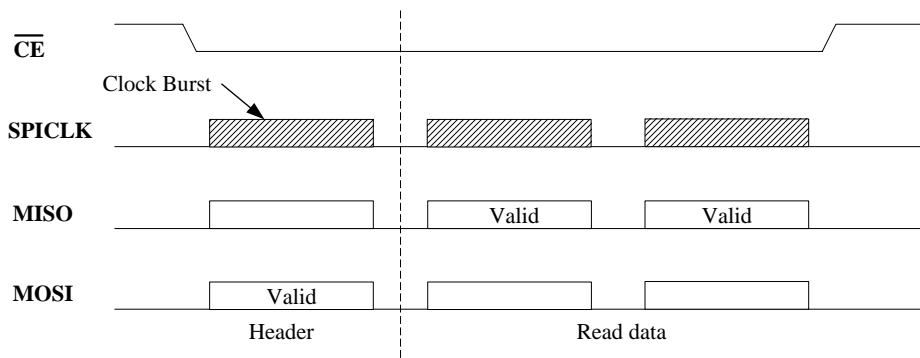 CE
Clock Burst
SPICLK
MISO
Valid
Valid
MOSI
Valid
Header
Read data